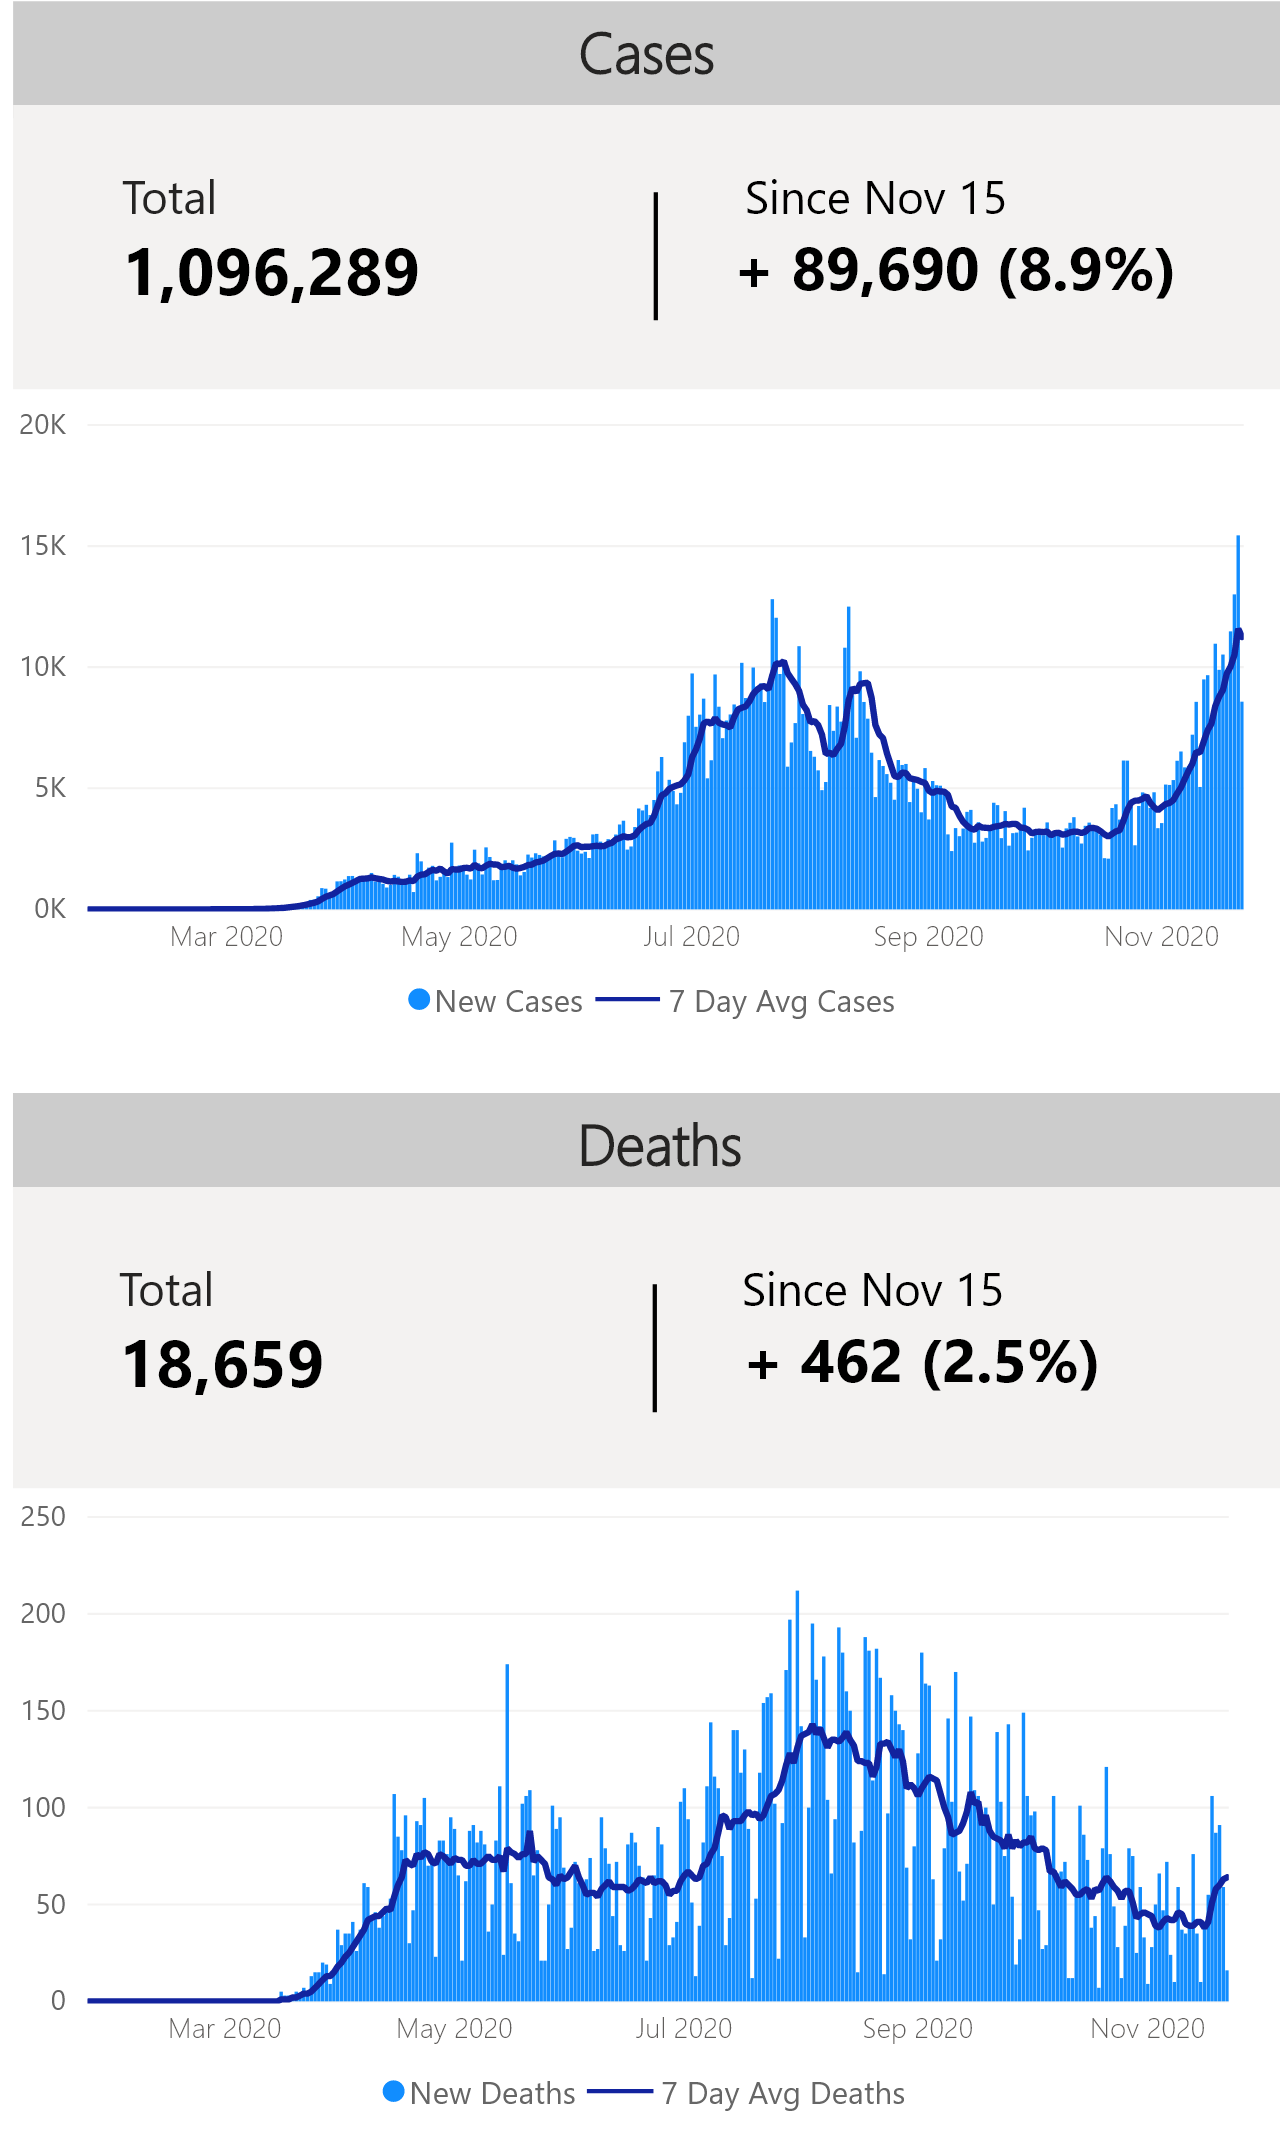 Cases
Total
Since Nov 15
1,096,289
+ 89,690 (8.9%)
20K
15K
10K
5K
0K
Mar 2020 May 2020 Jul 2020 Sep 2020 Nov 2020
New Cases 7 Day Avg Cases
Deaths
Total
Since Nov 15
18,659
+ 462 (2.5%)
250
200
150
100
50
0
Mar 2020 May 2020 Jul 2020 Sep 2020 Nov 2020
New Deaths 7 Day Avg Deaths